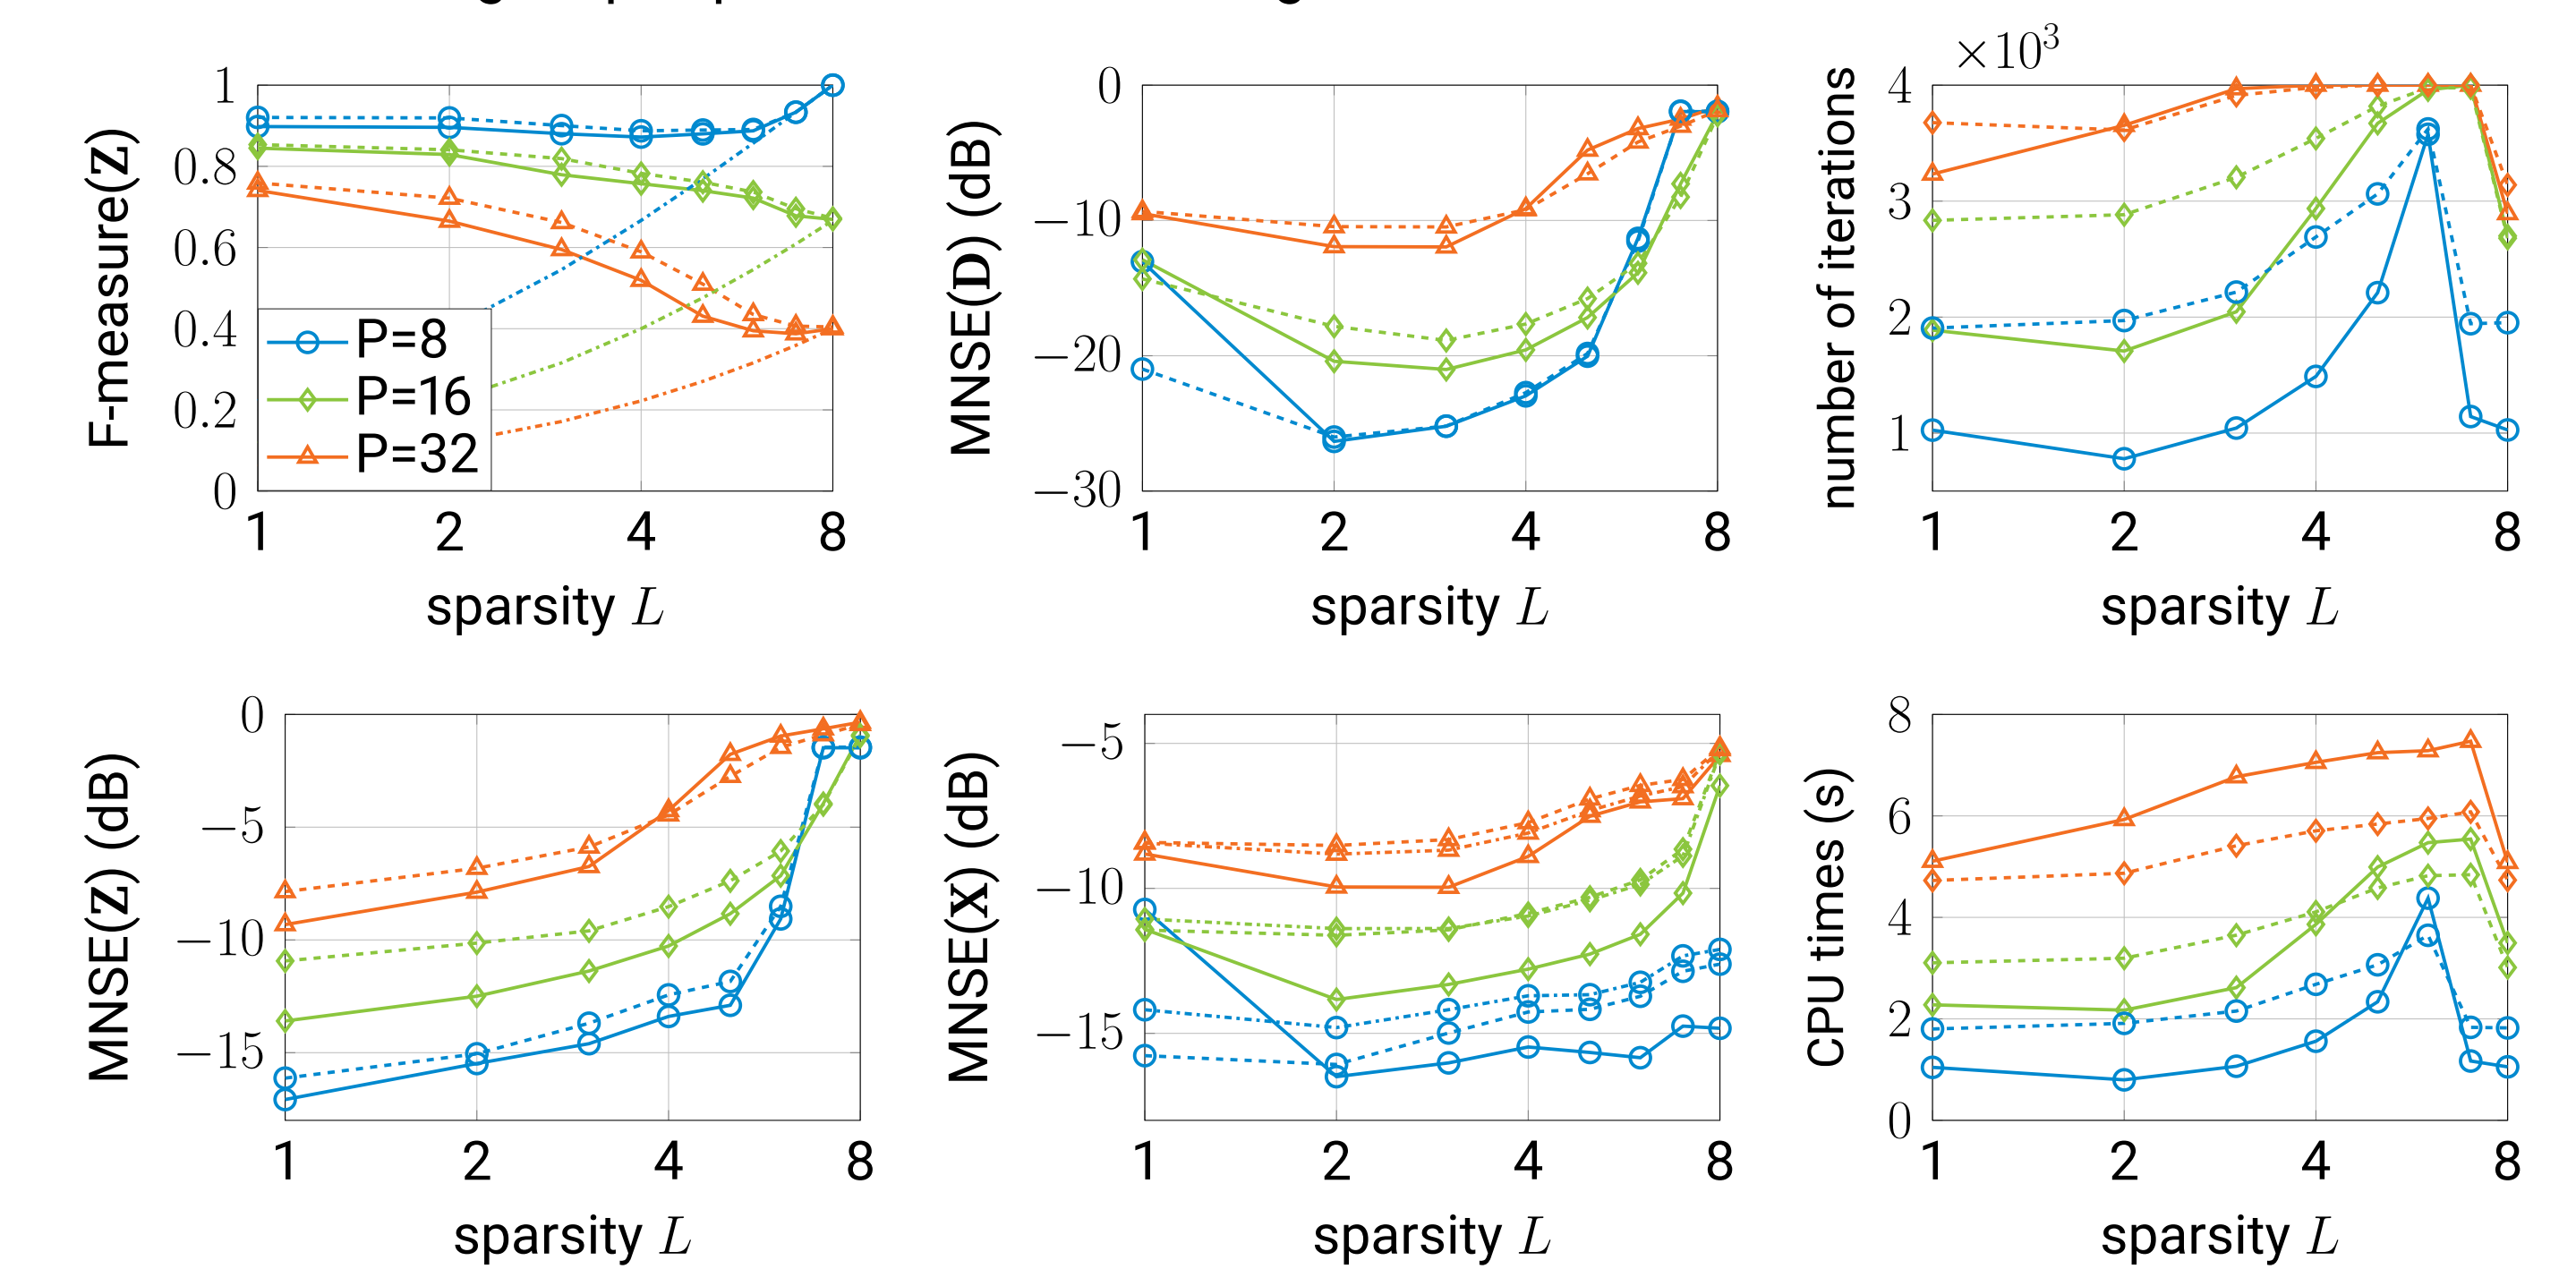 ×10³
1
0.8
0.6
0.4
0.2
0
F-measure(Z)
P=8
P=16
P=32
1 2 4 8
sparsity L
0
−10
−20
−30
MNSE(D) (dB)
1 2 4 8
sparsity L
4
3
2
1
number of iterations
1 2 4 8
sparsity L
0
−5
−10
−15
MNSE(Z) (dB)
1 2 4 8
sparsity L
−5
−10
−15
MNSE(X) (dB)
1 2 4 8
sparsity L
8
6
4
2
0
CPU times (s)
1 2 4 8
sparsity L